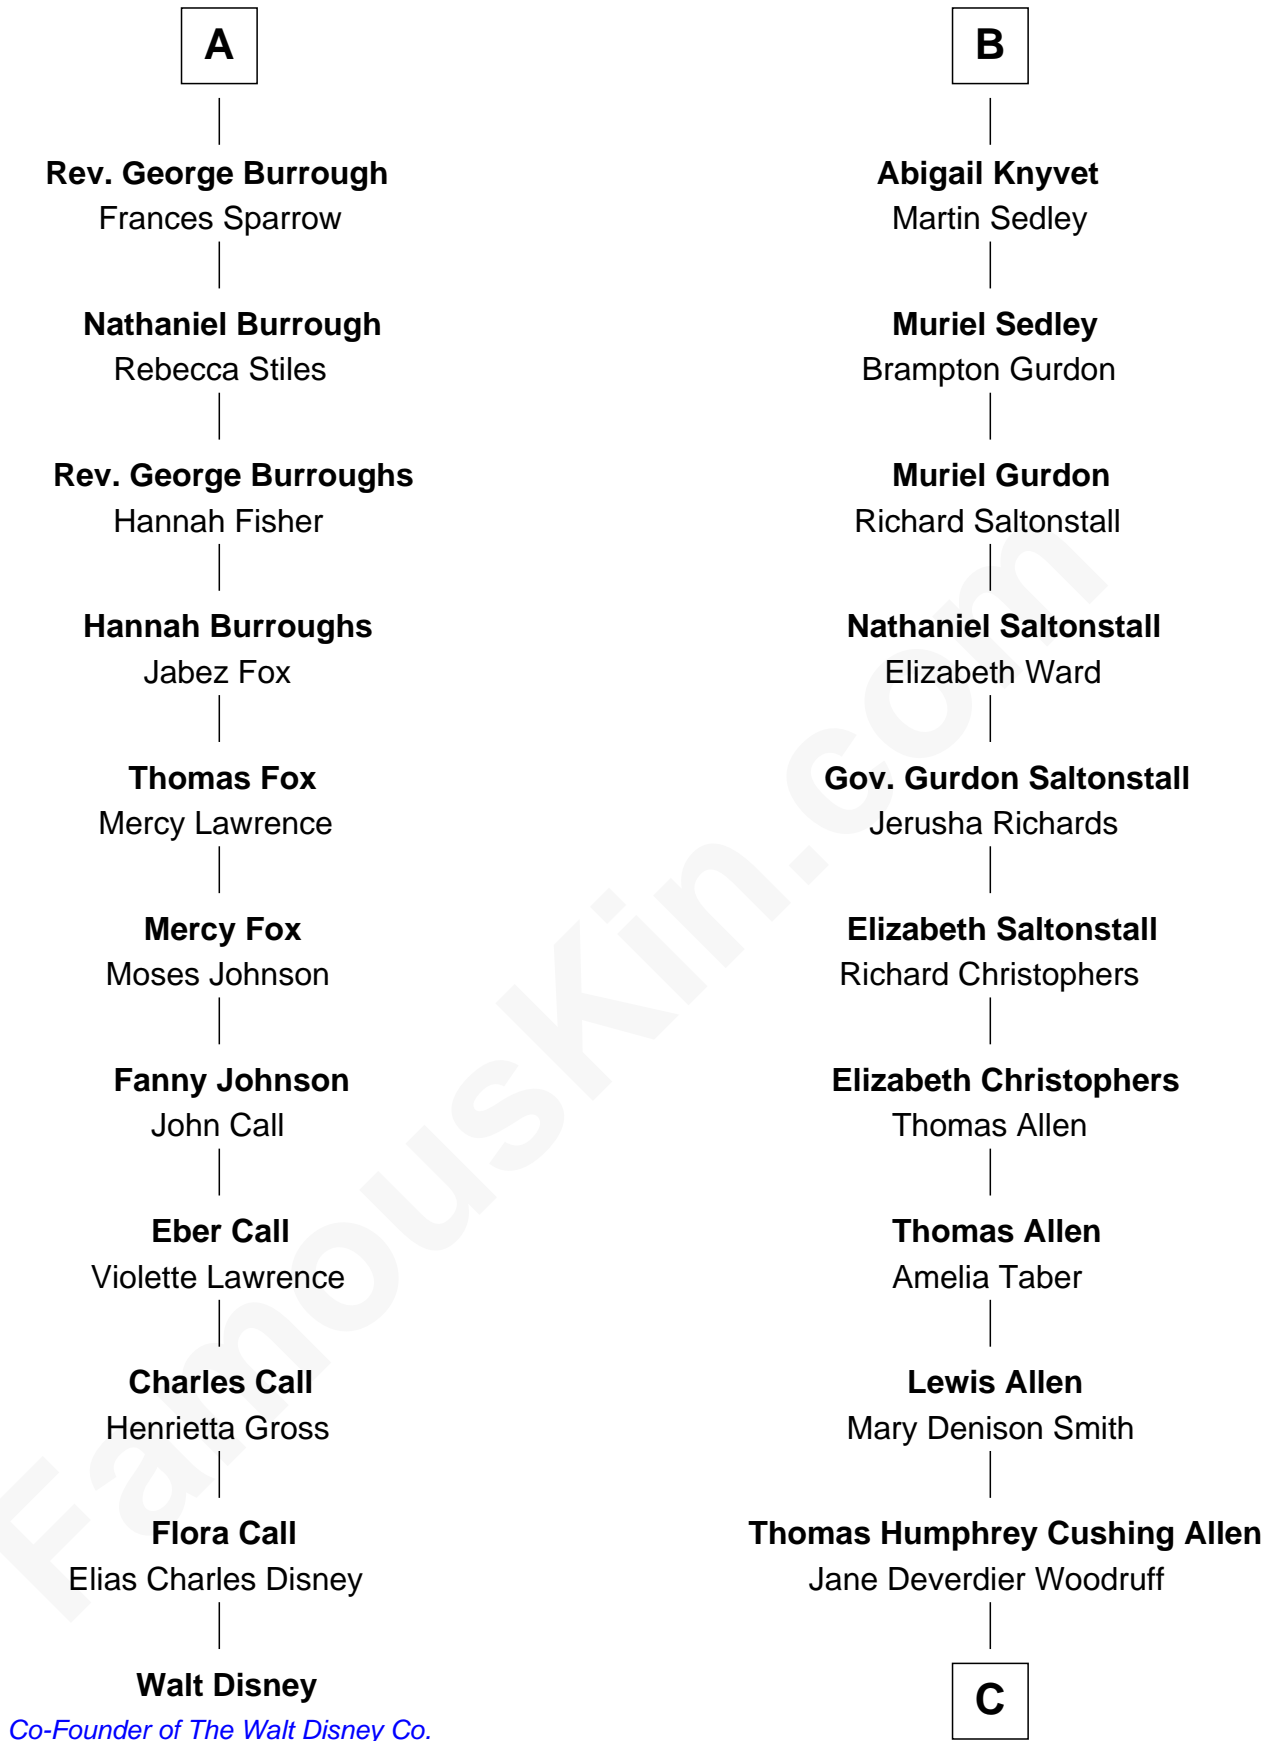 A
Rev. George Burrough
Frances Sparrow
Nathaniel Burrough
Rebecca Stiles
Rev. George Burroughs
Hannah Fisher
Hannah Burroughs
Jabez Fox
Thomas Fox
Mercy Lawrence
Mercy Fox
Moses Johnson
Fanny Johnson
John Call
Eber Call
Violette Lawrence
Charles Call
Henrietta Gross
Flora Call
Elias Charles Disney
Walt Disney
Co-Founder of The Walt Disney Co.
B
Abigail Knyvet
Martin Sedley
Muriel Sedley
Brampton Gurdon
Muriel Gurdon
Richard Saltonstall
Nathaniel Saltonstall
Elizabeth Ward
Gov. Gurdon Saltonstall
Jerusha Richards
Elizabeth Saltonstall
Richard Christophers
Elizabeth Christophers
Thomas Allen
Thomas Allen
Amelia Taber
Lewis Allen
Mary Denison Smith
Thomas Humphrey Cushing Allen
Jane Deverdier Woodruff
C
FamousKin.com